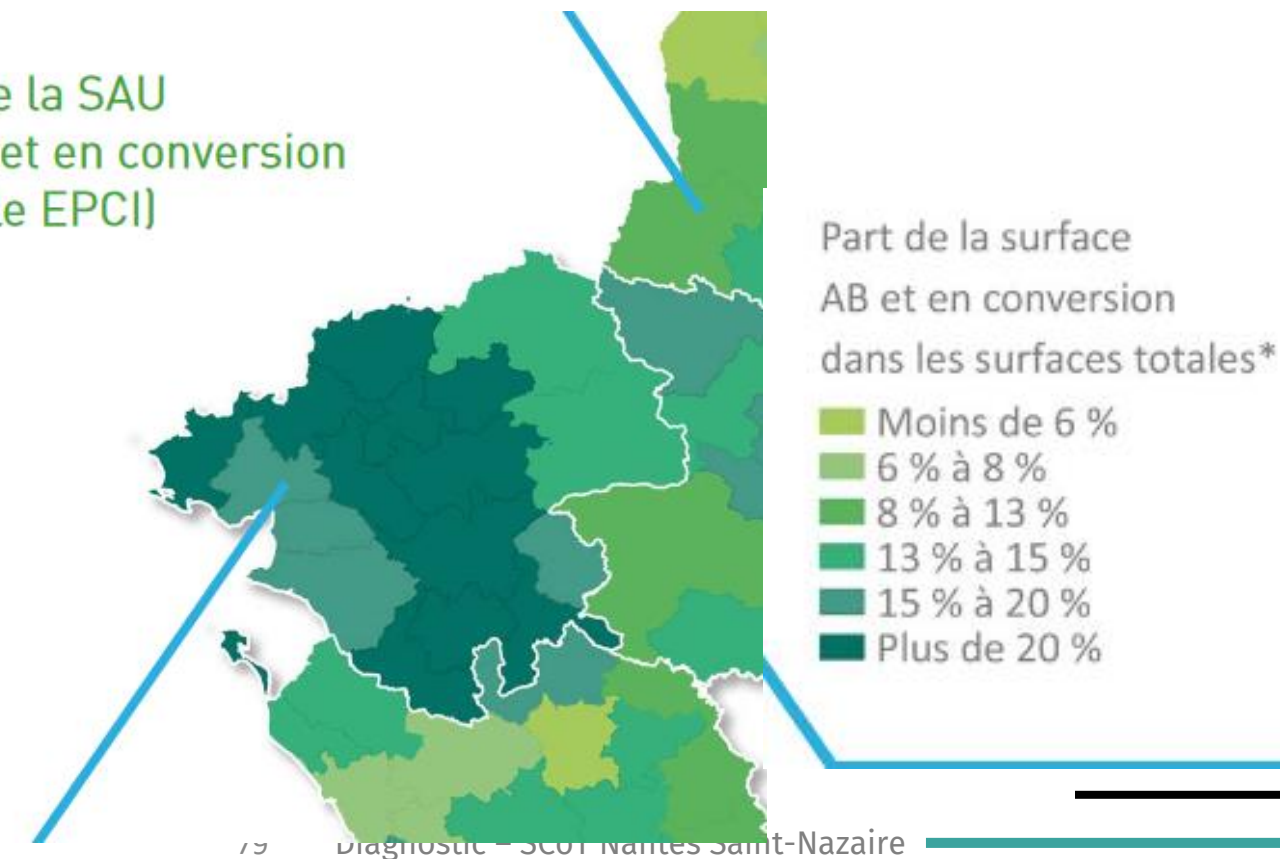 e la SAU
et en conversion
le EPCI)
Part de la surface
AB et en conversion
dans les surfaces totales*
Moins de 6 %
6 % à 8 %
8 % à 13 %
13 % à 15 %
15 % à 20 %
Plus de 20 %
79 Diagnostic – SCoT Nantes Saint-Nazaire